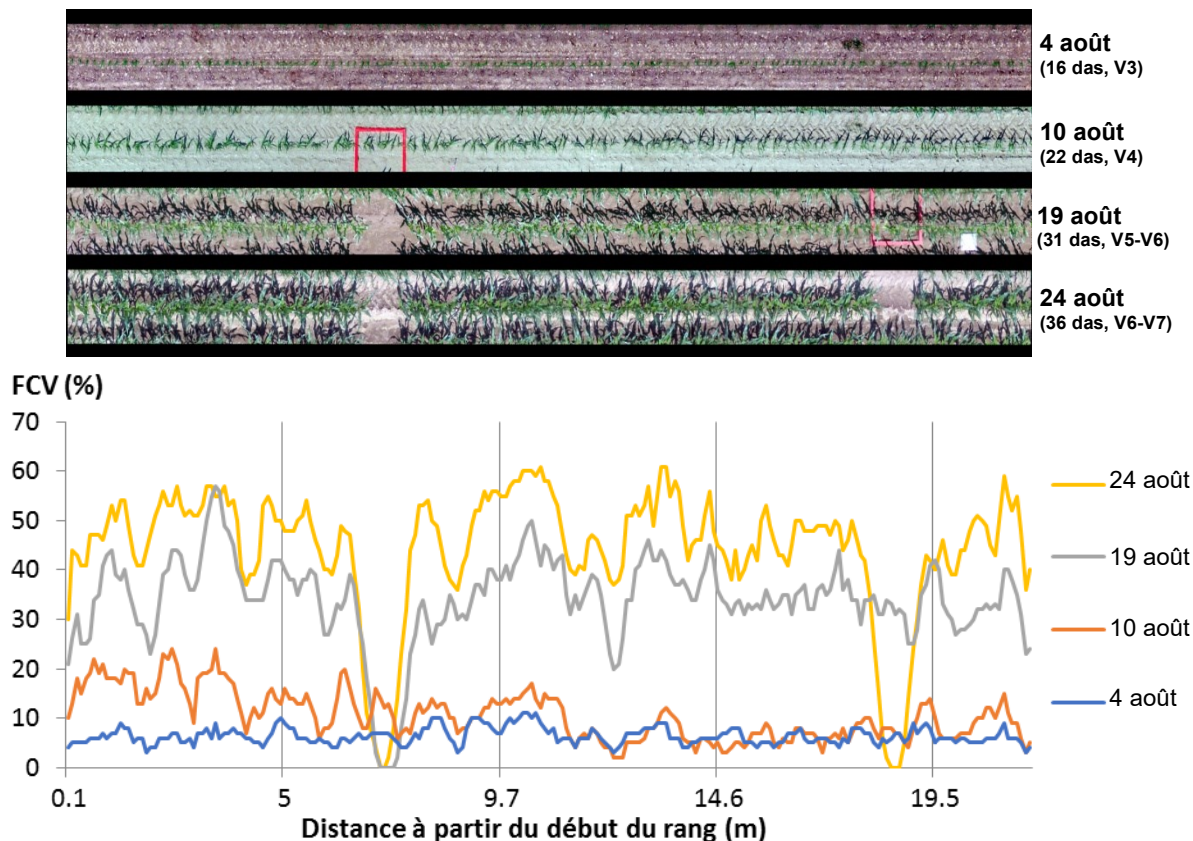 4 août
(16 das, V3)
10 août
(22 das, V4)
19 août
(31 das, V5-V6)
24 août
(36 das, V6-V7)
FCV (%)
70
60
50
40
30
20
10
0
0.1 5 9.7 14.6 19.5
Distance à partir du début du rang (m)
24 août
19 août
10 août
4 août